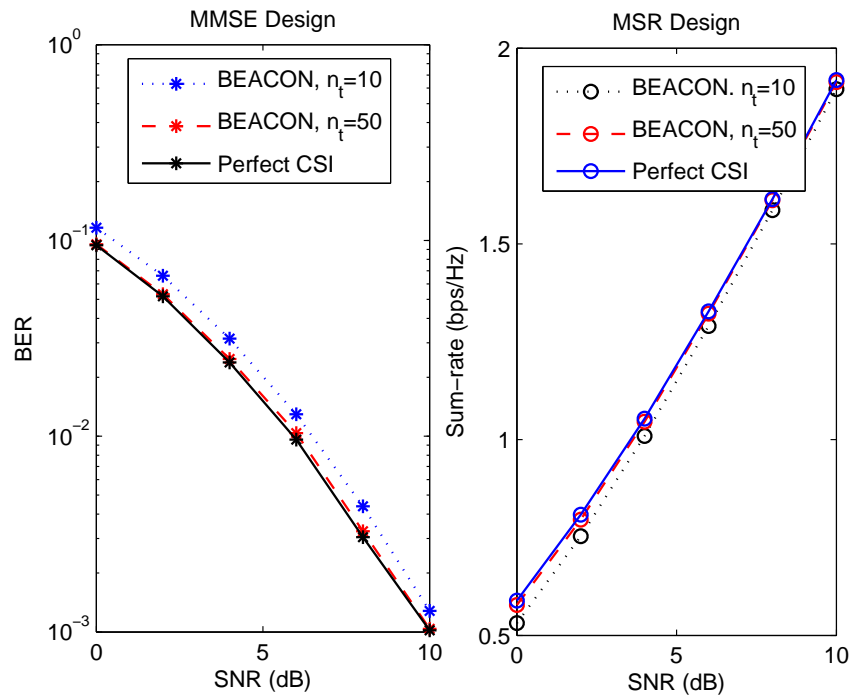 MMSE Design
10^0
10^-1
10^-2
10^-3
BER
0
5
10
SNR (dB)
BEACON, n_t=10
BEACON, n_t=50
Perfect CSI
MSR Design
2
1.5
1
0.5
Sum-rate (bps/Hz)
0
5
10
SNR (dB)
BEACON. n_t=10
BEACON, n_t=50
Perfect CSI